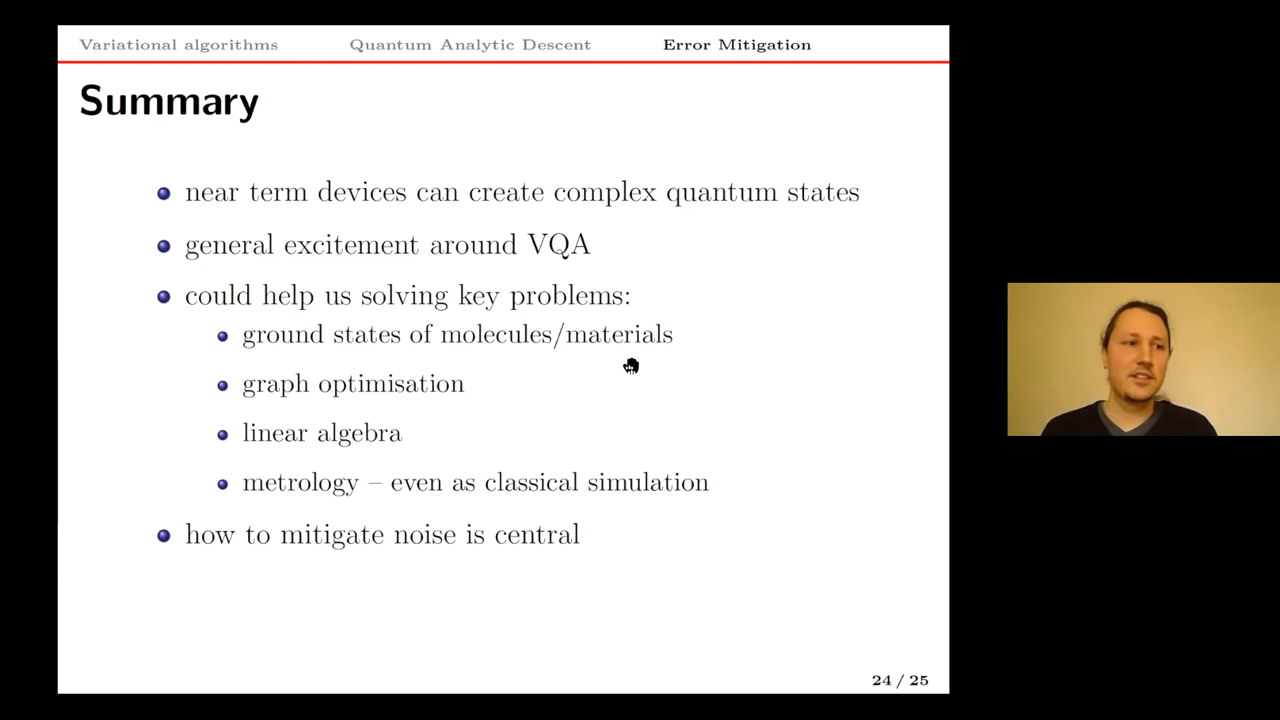 Variational algorithms Quantum Analytic Descent Error Mitigation
Summary
near term devices can create complex quantum states
general excitement around VQA
could help us solving key problems:
ground states of molecules/materials
graph optimisation
linear algebra
metrology – even as classical simulation
how to mitigate noise is central
24 / 25